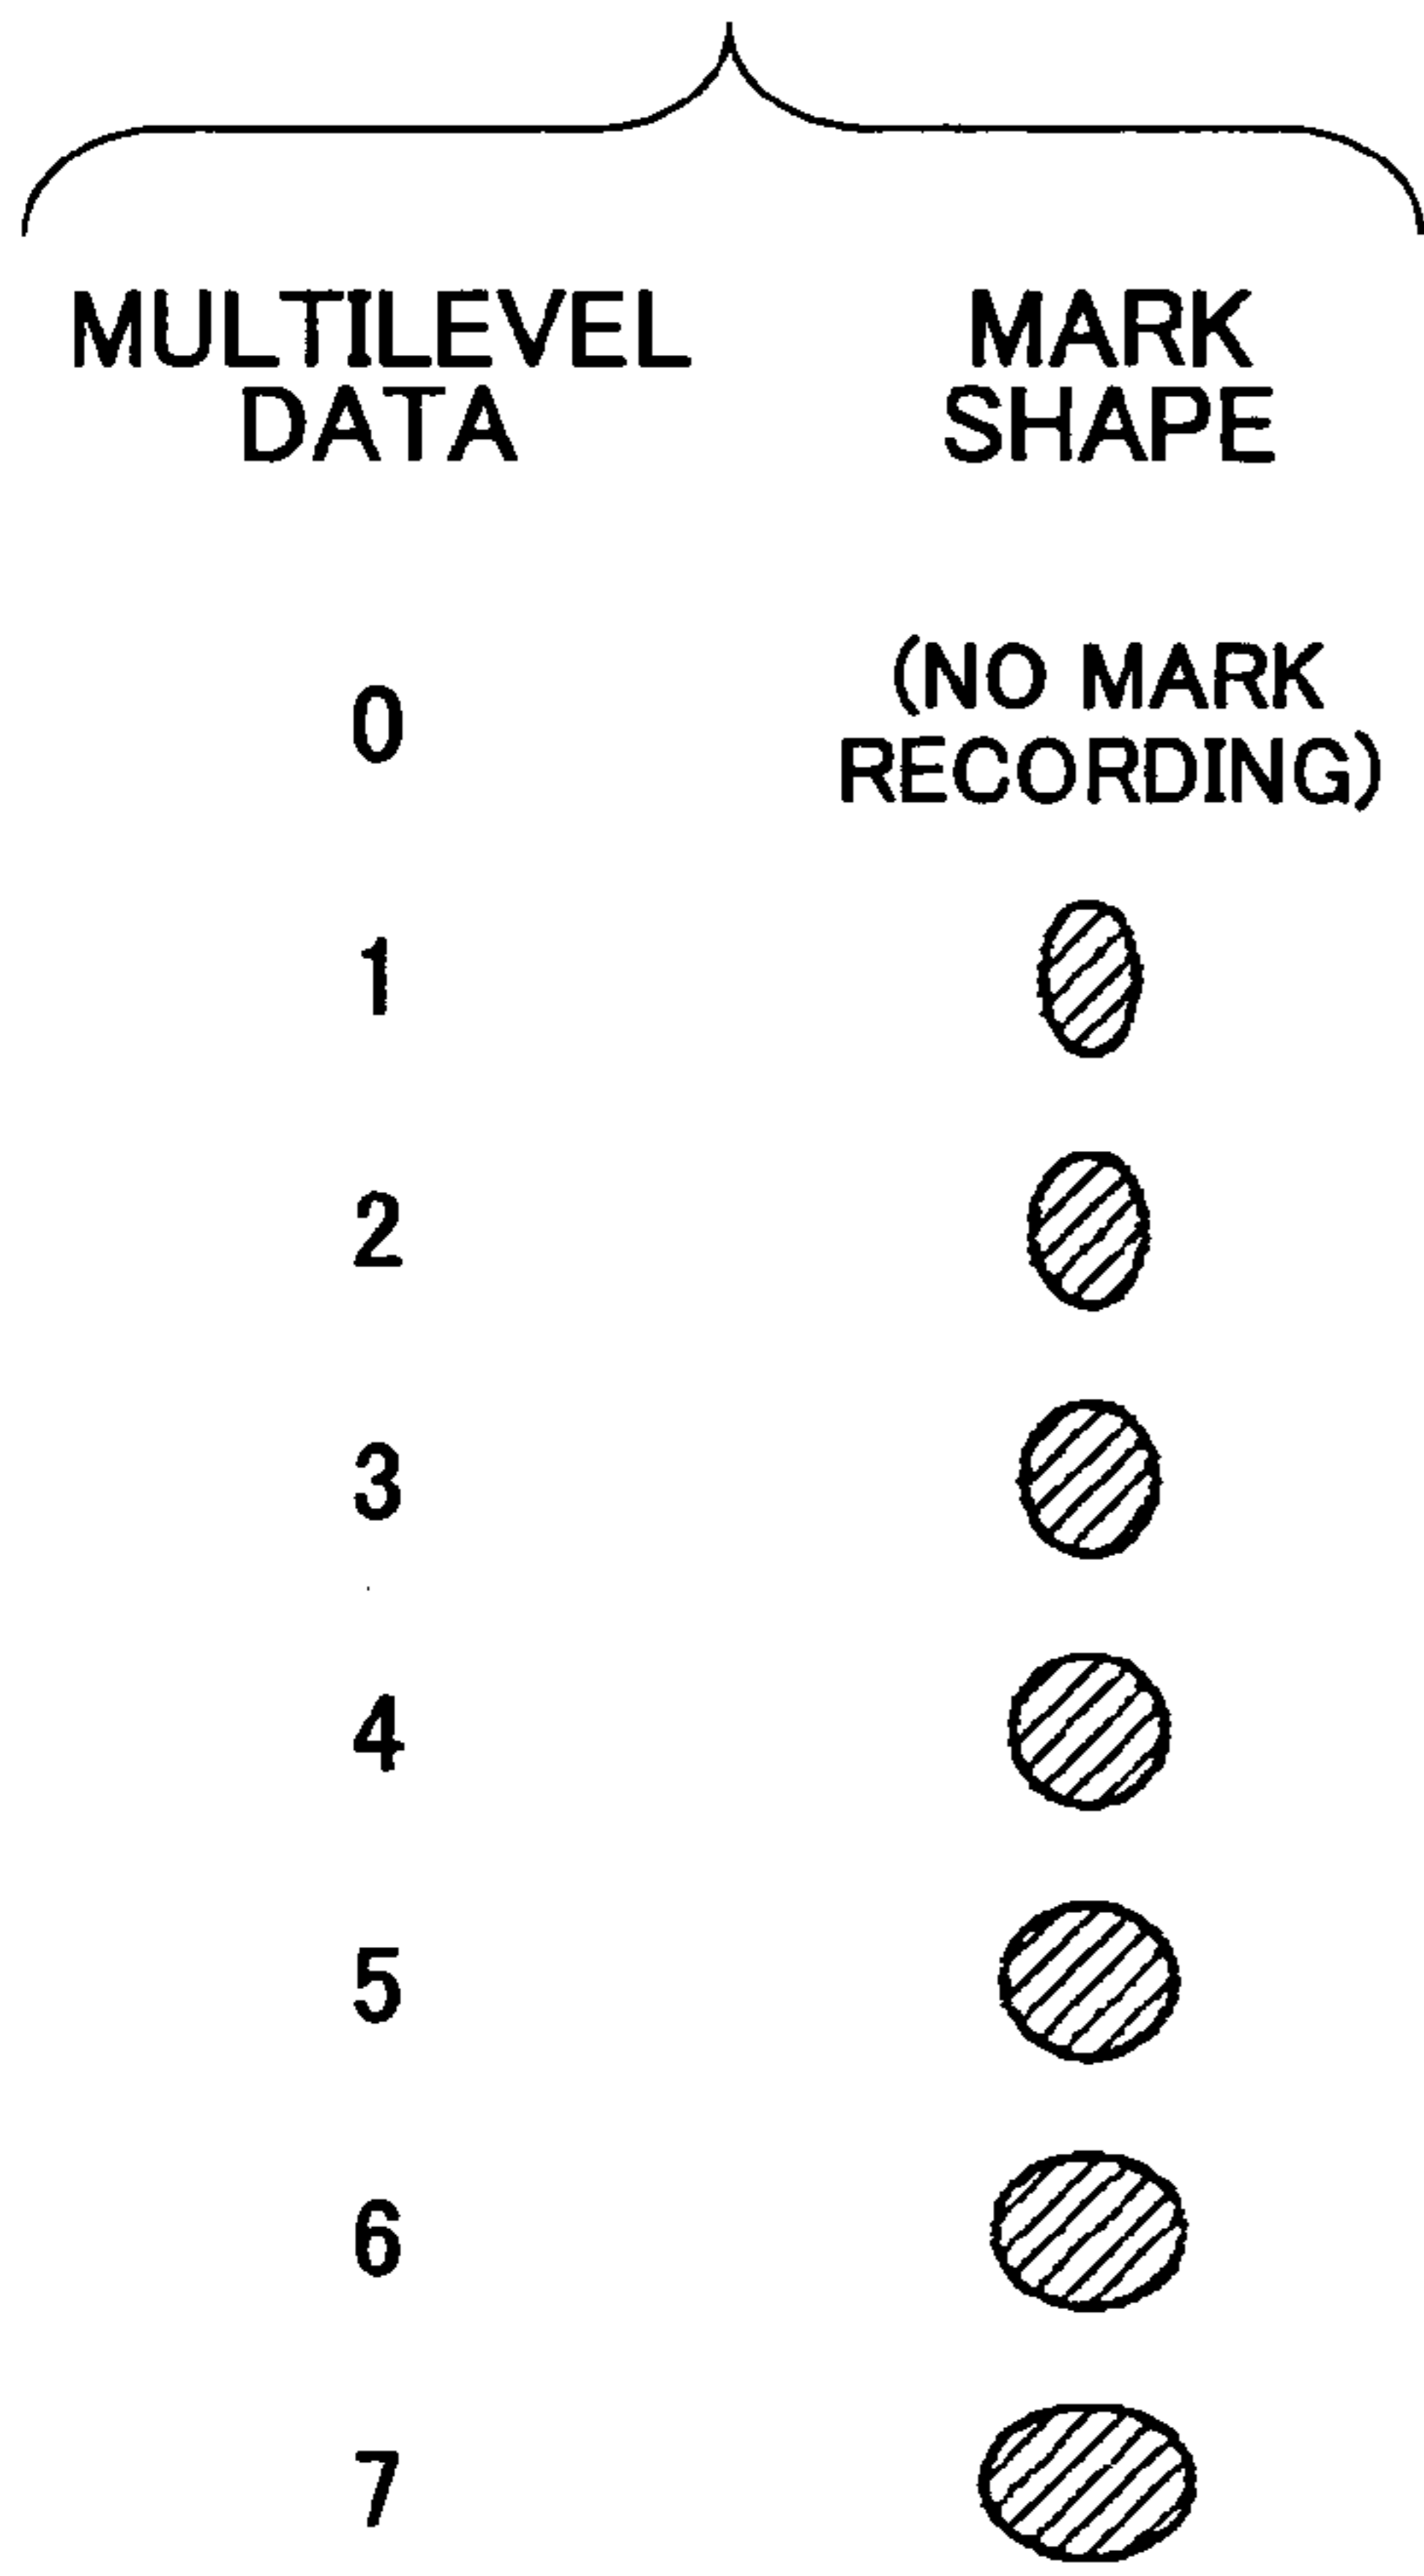 MULTILEVEL
DATA
MARK
SHAPE
0
(NO MARK
RECORDING)
1
2
3
4
5
6
7